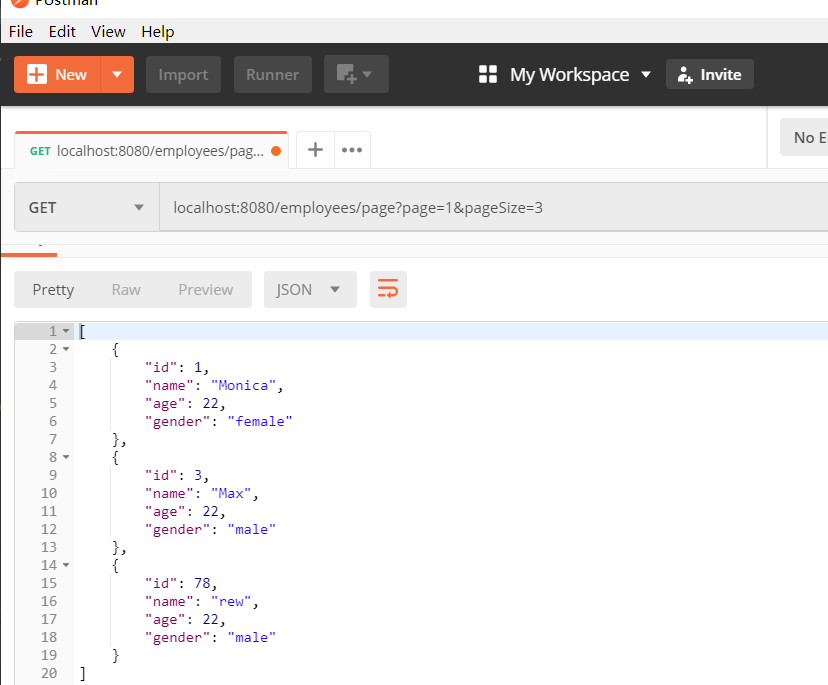 Postman
File Edit View Help
New Import Runner My Workspace Invite
GET localhost:8080/employees/pag... + ••• No E
GET localhost:8080/employees/page?page=1&pageSize=3
Pretty Raw Preview JSON
1 [
2 {
3 "id": 1,
4 "name": "Monica",
5 "age": 22,
6 "gender": "female"
7 },
8 {
9 "id": 3,
10 "name": "Max",
11 "age": 22,
12 "gender": "male"
13 },
14 {
15 "id": 78,
16 "name": "rew",
17 "age": 22,
18 "gender": "male"
19 }
20 ]